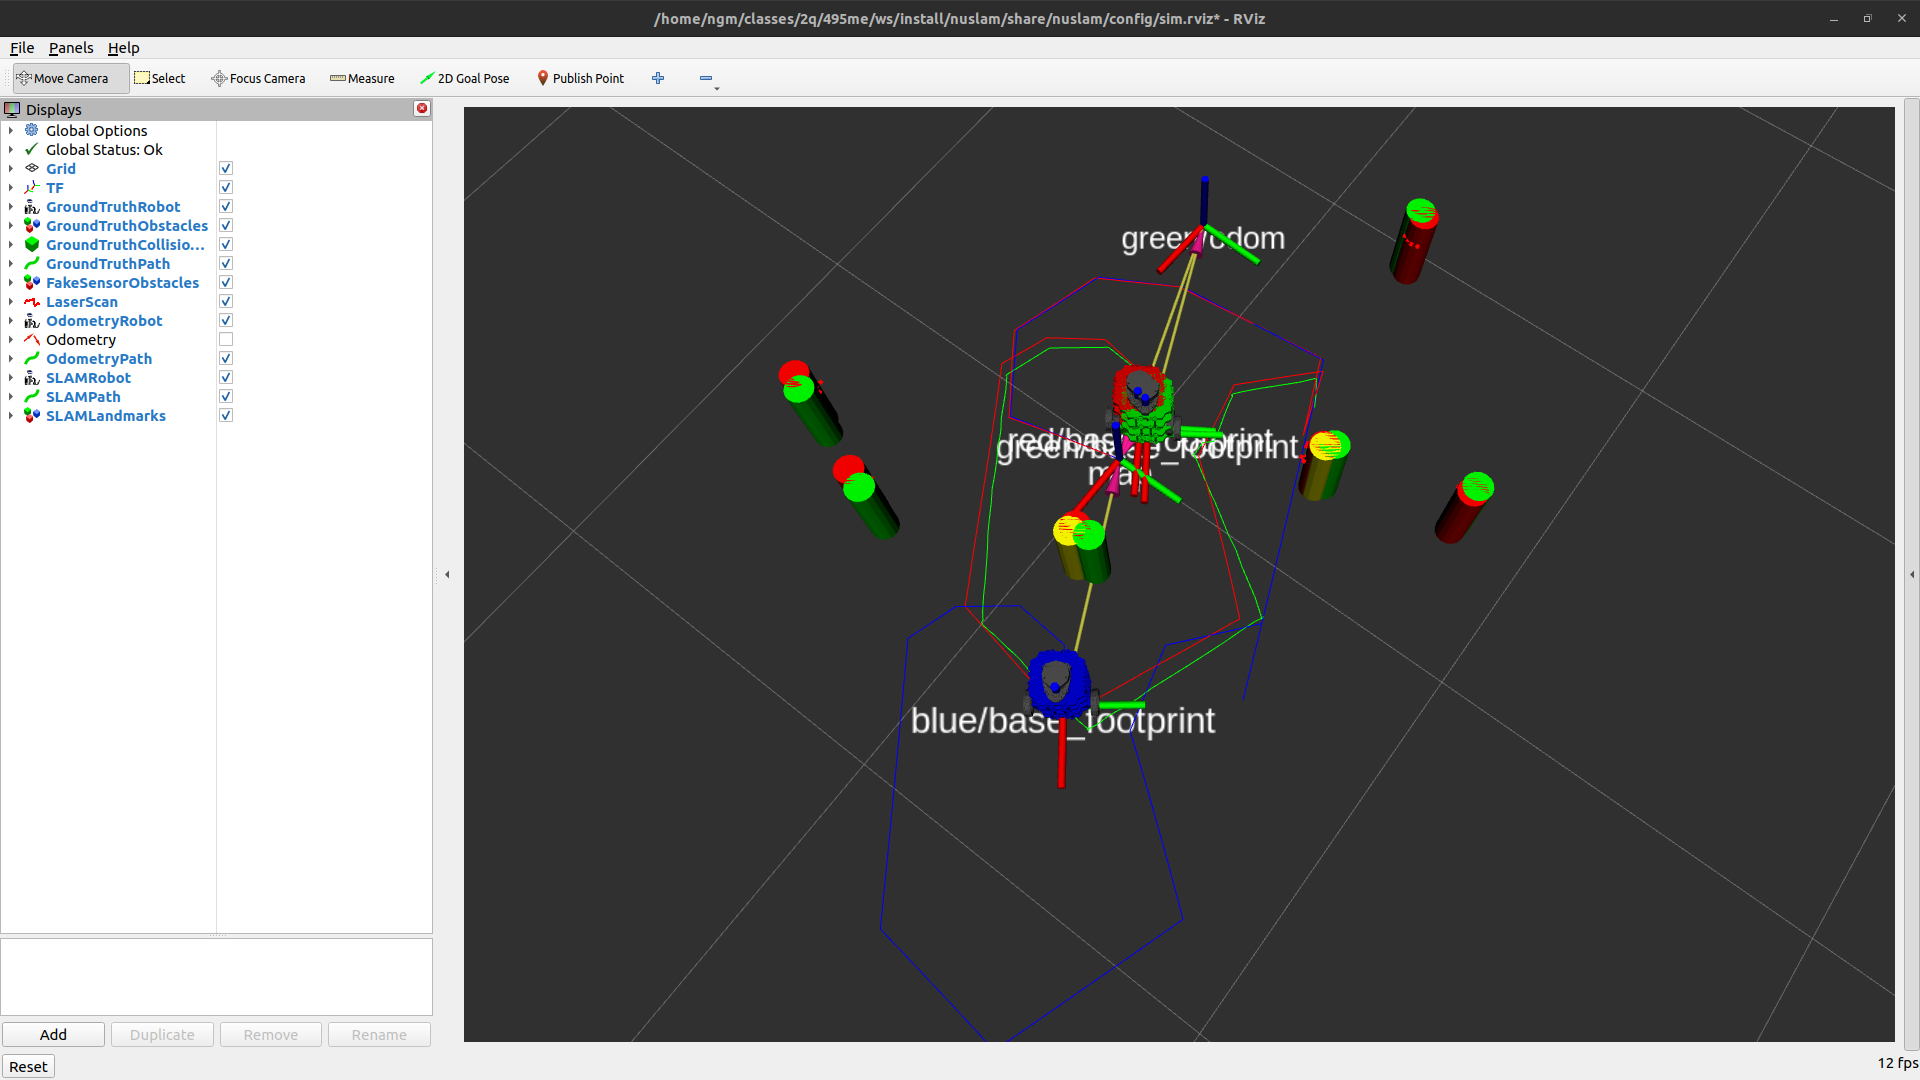 /home/ngm/classes/2q/495me/ws/install/nuslam/share/nuslam/config/sim.rviz* - RViz
File Panels Help
Move Camera Select Focus Camera Measure 2D Goal Pose Publish Point
Displays
Global Options
Global Status: Ok
Grid
TF
GroundTruthRobot
GroundTruthObstacles
GroundTruthCollisio...
GroundTruthPath
FakeSensorObstacles
LaserScan
OdometryRobot
Odometry
OdometryPath
SLAMRobot
SLAMPath
SLAMLandmarks
green/odom
red/base_footprint
green/base_footprint
map
blue/base_footprint
Add Duplicate Remove Rename
Reset
12 fps